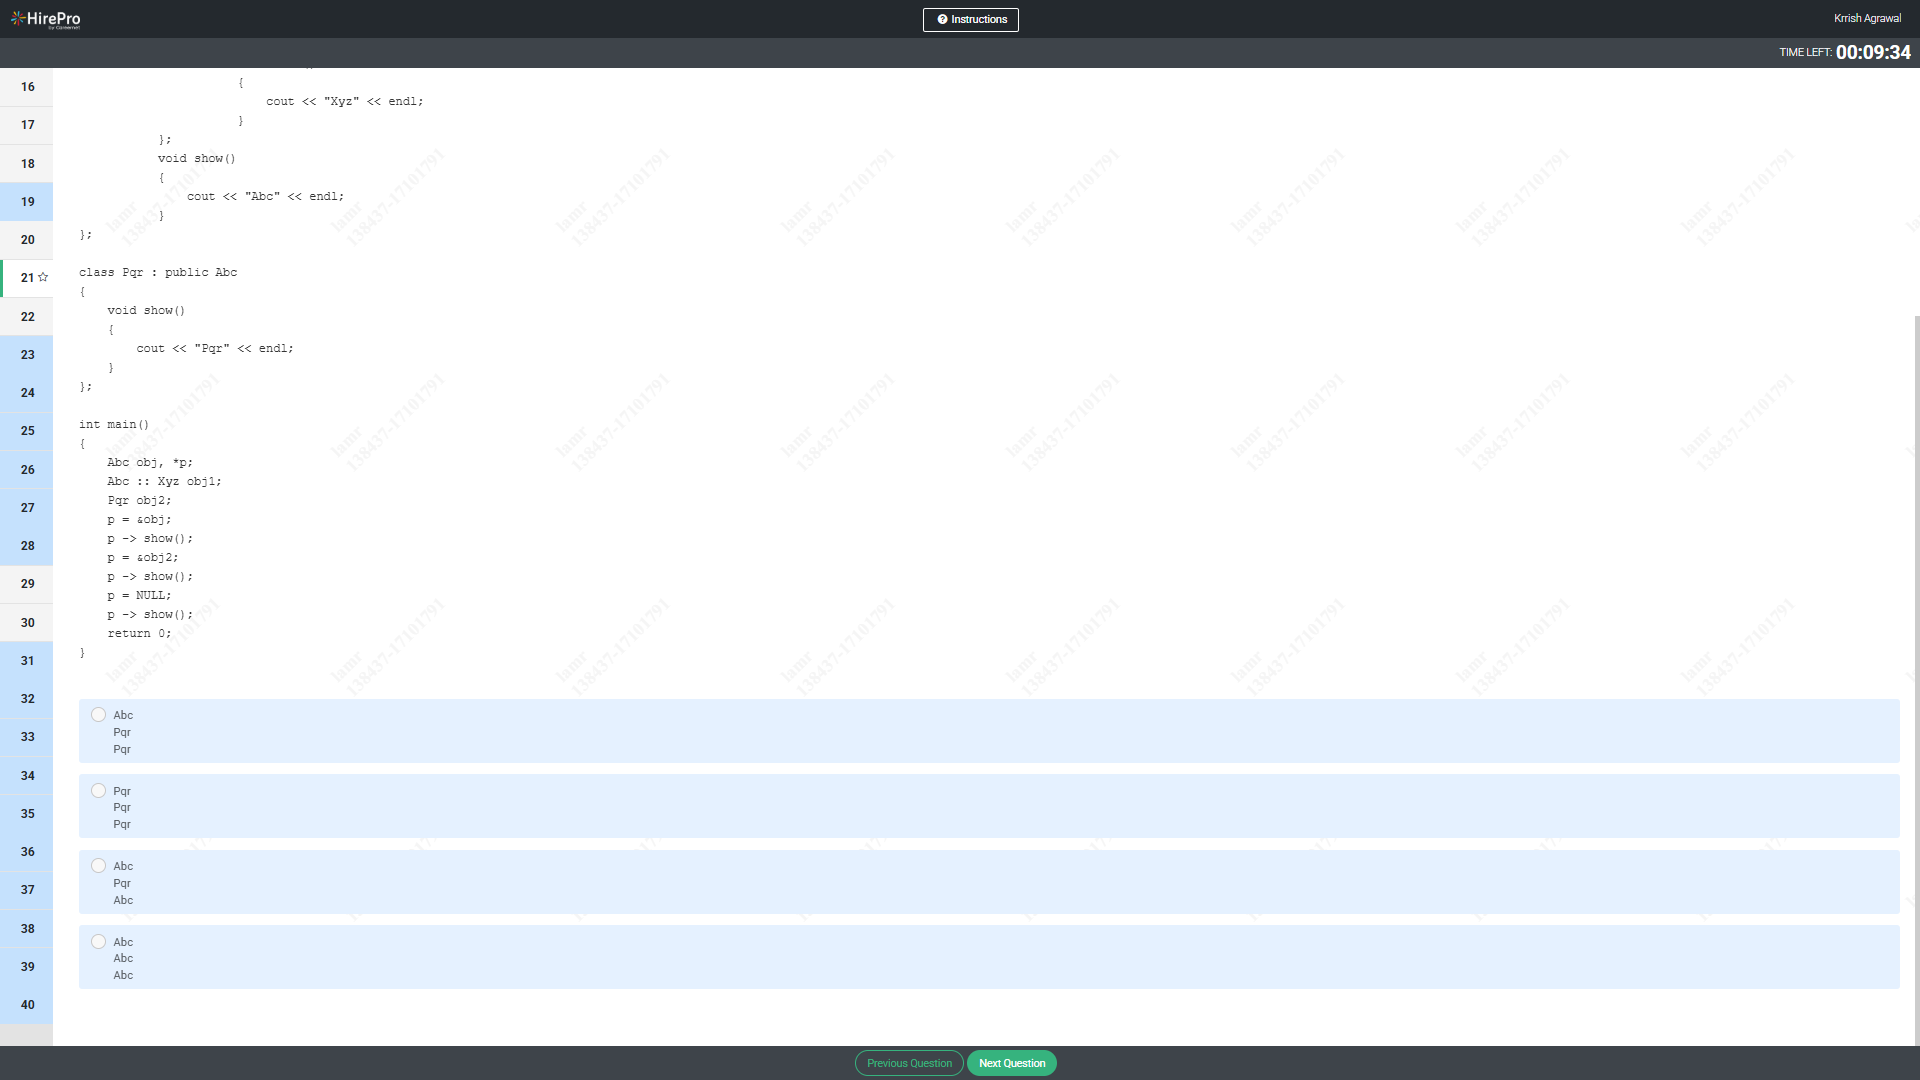 HirePro
by Careernet
Instructions
Krrish Agrawal
TIME LEFT: 00:09:34
16
17
18
19
20
21
22
23
24
25
26
27
28
29
30
31
32
33
34
35
36
37
38
39
40
{
cout << "Xyz" << endl;
}
};
void show()
{
cout << "Abc" << endl;
}
};
class Pqr : public Abc
{
void show()
{
cout << "Pqr" << endl;
}
};
int main()
{
Abc obj, *p;
Abc :: Xyz obj1;
Pqr obj2;
p = &obj;
p -> show();
p = &obj2;
p -> show();
p = NULL;
p -> show();
return 0;
}
Abc
Pqr
Pqr
Pqr
Pqr
Pqr
Abc
Pqr
Abc
Abc
Abc
Abc
Previous Question
Next Question